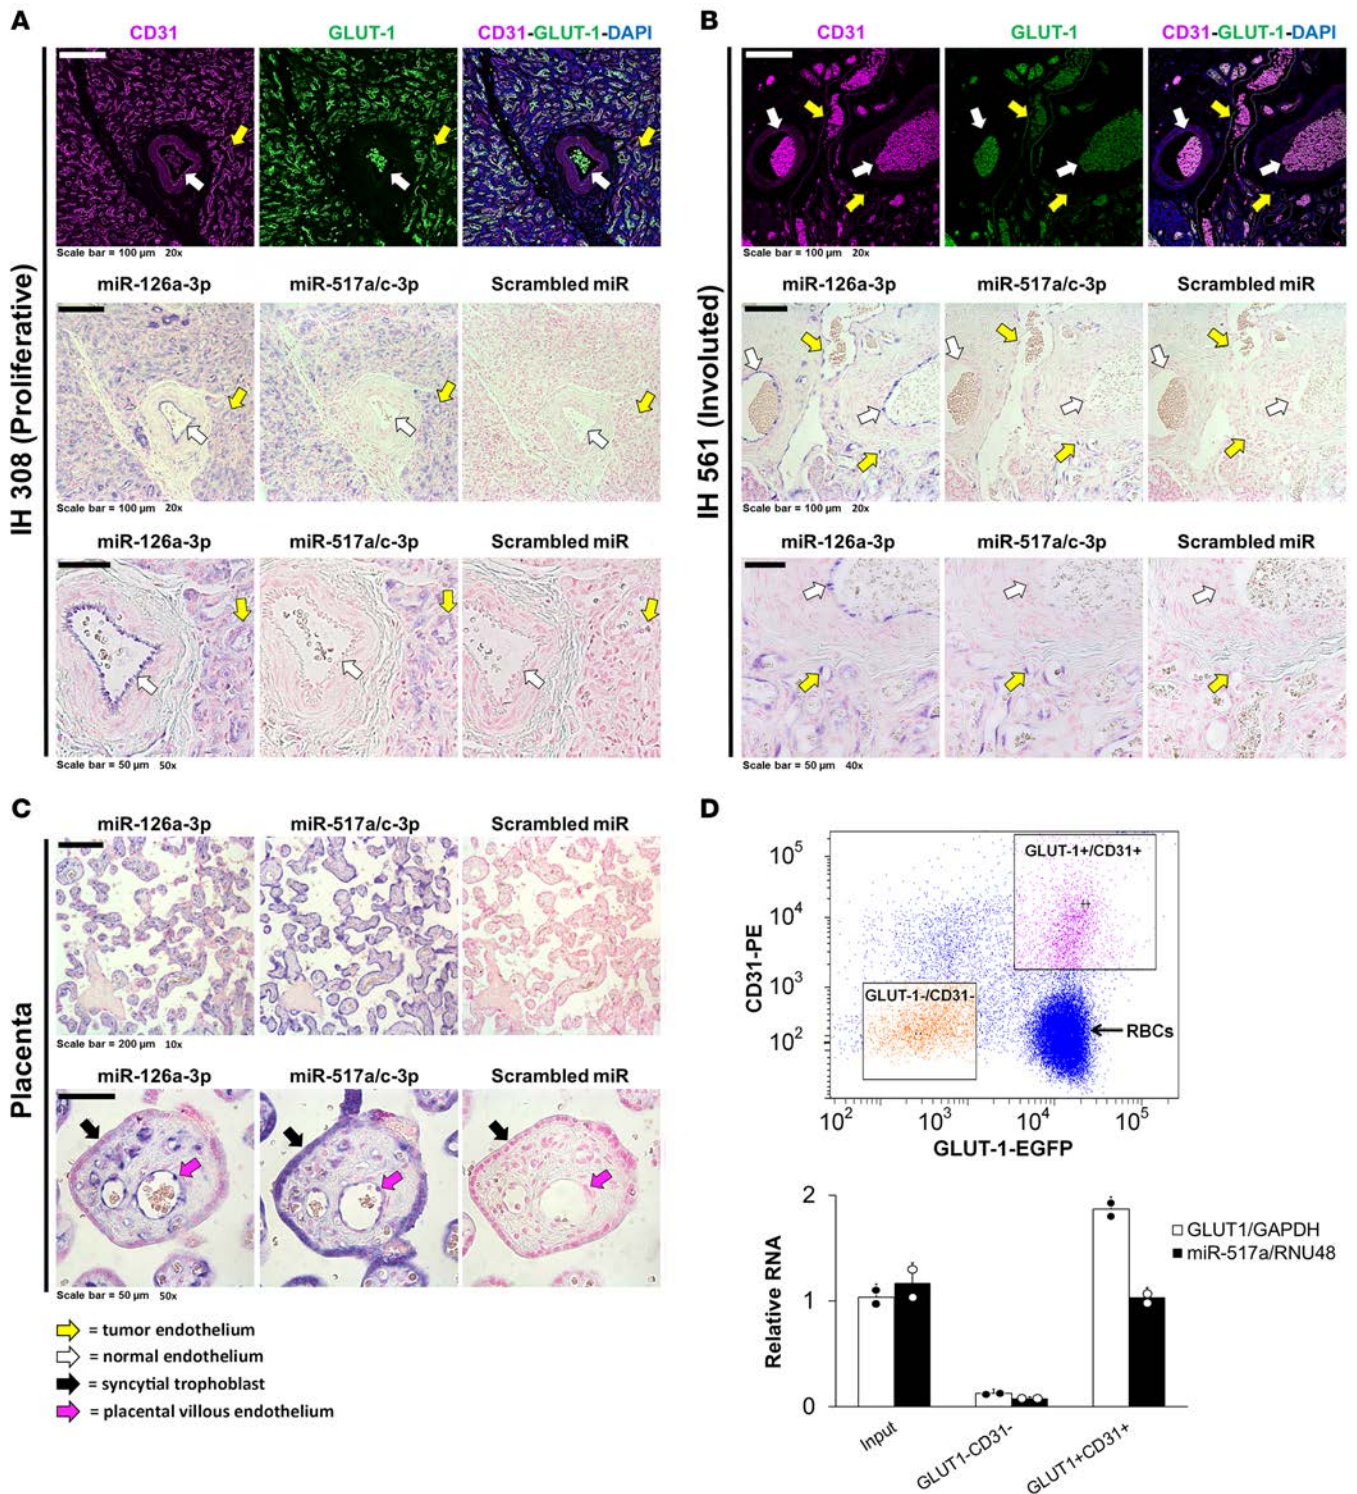 A
CD31 GLUT-1 CD31-GLUT-1-DAPI
IH 308 (Proliferative)
Scale bar = 100 µm 20x
miR-126a-3p miR-517a/c-3p Scrambled miR
Scale bar = 100 µm 20x
miR-126a-3p miR-517a/c-3p Scrambled miR
Scale bar = 50 µm 50x
B
CD31 GLUT-1 CD31-GLUT-1-DAPI
IH 561 (Involuted)
Scale bar = 100 µm 20x
miR-126a-3p miR-517a/c-3p Scrambled miR
Scale bar = 100 µm 20x
miR-126a-3p miR-517a/c-3p Scrambled miR
Scale bar = 50 µm 40x
C
miR-126a-3p miR-517a/c-3p Scrambled miR
Placenta
Scale bar = 200 µm 10x
miR-126a-3p miR-517a/c-3p Scrambled miR
Scale bar = 50 µm 50x
= tumor endothelium
= normal endothelium
= syncytial trophoblast
= placental villous endothelium
D
CD31-PE
10^5
10^4
10^3
10^2
GLUT-1+/CD31+
GLUT-1-/CD31-
RBCs
10^2 10^3 10^4 10^5
GLUT-1-EGFP
Relative RNA
2
1
0
GLUT1/GAPDH
miR-517a/RNU48
Input
GLUT1-CD31-
GLUT1+CD31+